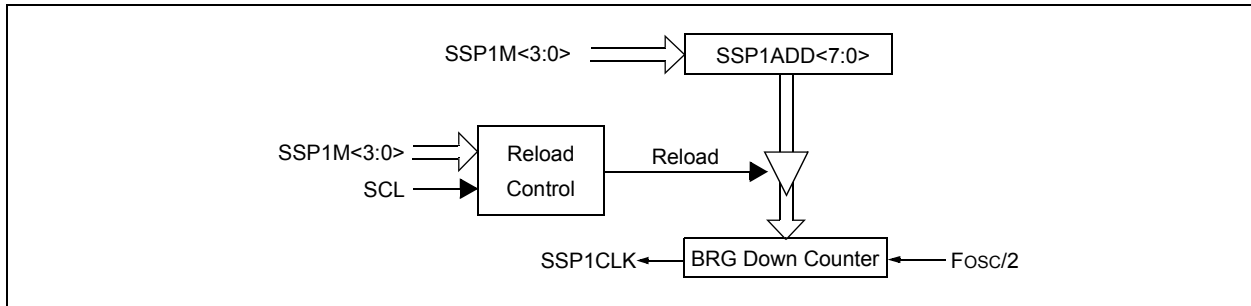 SSP1M<3:0>
SSP1ADD<7:0>
SSP1M<3:0>
SCL
Reload
Control
Reload
SSP1CLK
BRG Down Counter
FOSC/2